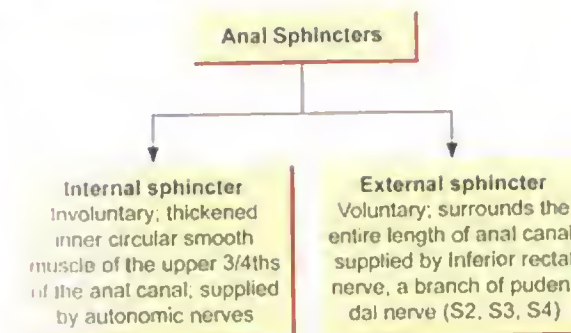 Anal Sphincters
Internal sphincter
Involuntary; thickened
inner circular smooth
muscle of the upper 3/4ths
of the anal canal; supplied
by autonomic nerves
External sphincter
Voluntary; surrounds the
entire length of anal canal
supplied by Inferior rectal
nerve, a branch of puden
dal nerve (S2, S3, S4)